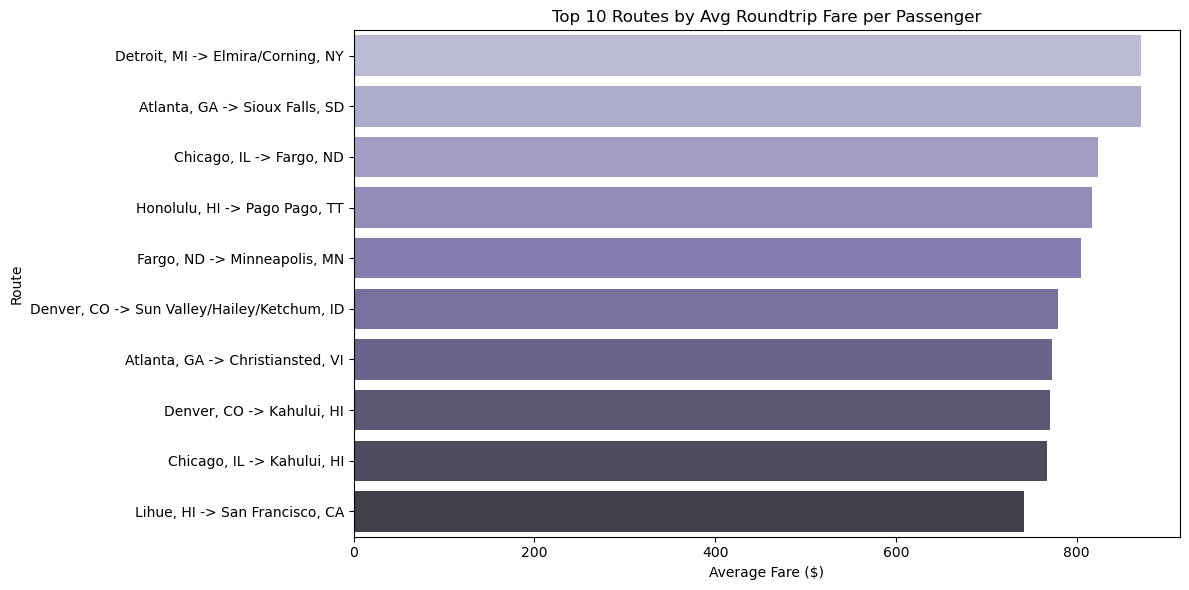 Top 10 Routes by Avg Roundtrip Fare per Passenger
Route
Detroit, MI -> Elmira/Corning, NY
Atlanta, GA -> Sioux Falls, SD
Chicago, IL -> Fargo, ND
Honolulu, HI -> Pago Pago, TT
Fargo, ND -> Minneapolis, MN
Denver, CO -> Sun Valley/Hailey/Ketchum, ID
Atlanta, GA -> Christiansted, VI
Denver, CO -> Kahului, HI
Chicago, IL -> Kahului, HI
Lihue, HI -> San Francisco, CA
0 200 400 600 800
Average Fare ($)